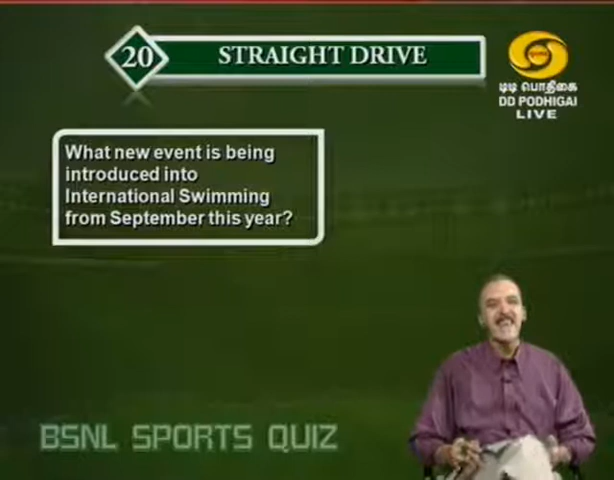 20
STRAIGHT DRIVE
டிடி பொதிகை
DD PODHIGAI
LIVE
What new event is being
introduced into
International Swimming
from September this year?
BSNL SPORTS QUIZ